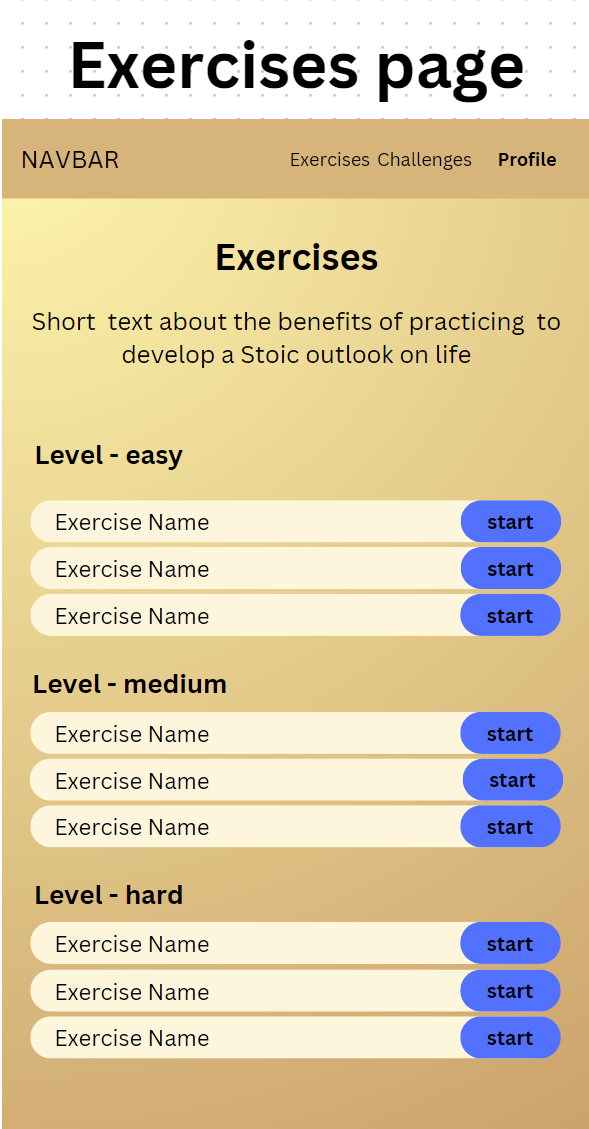 Exercises page
NAVBAR Exercises Challenges Profile
Exercises
Short text about the benefits of practicing to
develop a Stoic outlook on life
Level - easy
Exercise Name start
Exercise Name start
Exercise Name start
Level - medium
Exercise Name start
Exercise Name start
Exercise Name start
Level - hard
Exercise Name start
Exercise Name start
Exercise Name start